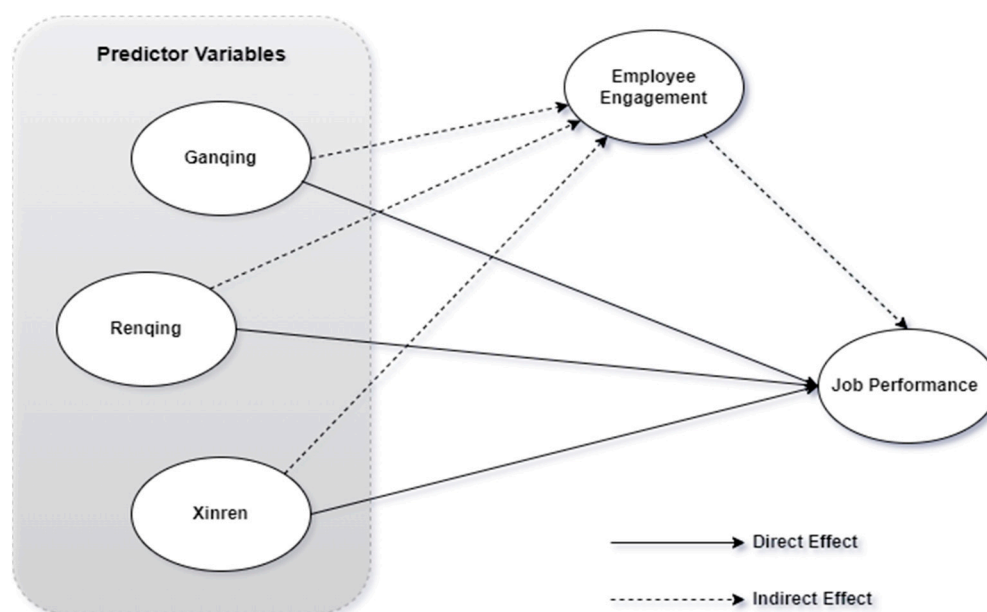 Predictor Variables
Employee
Engagement
Ganqing
Renqing
Job Performance
Xinren
Direct Effect
Indirect Effect